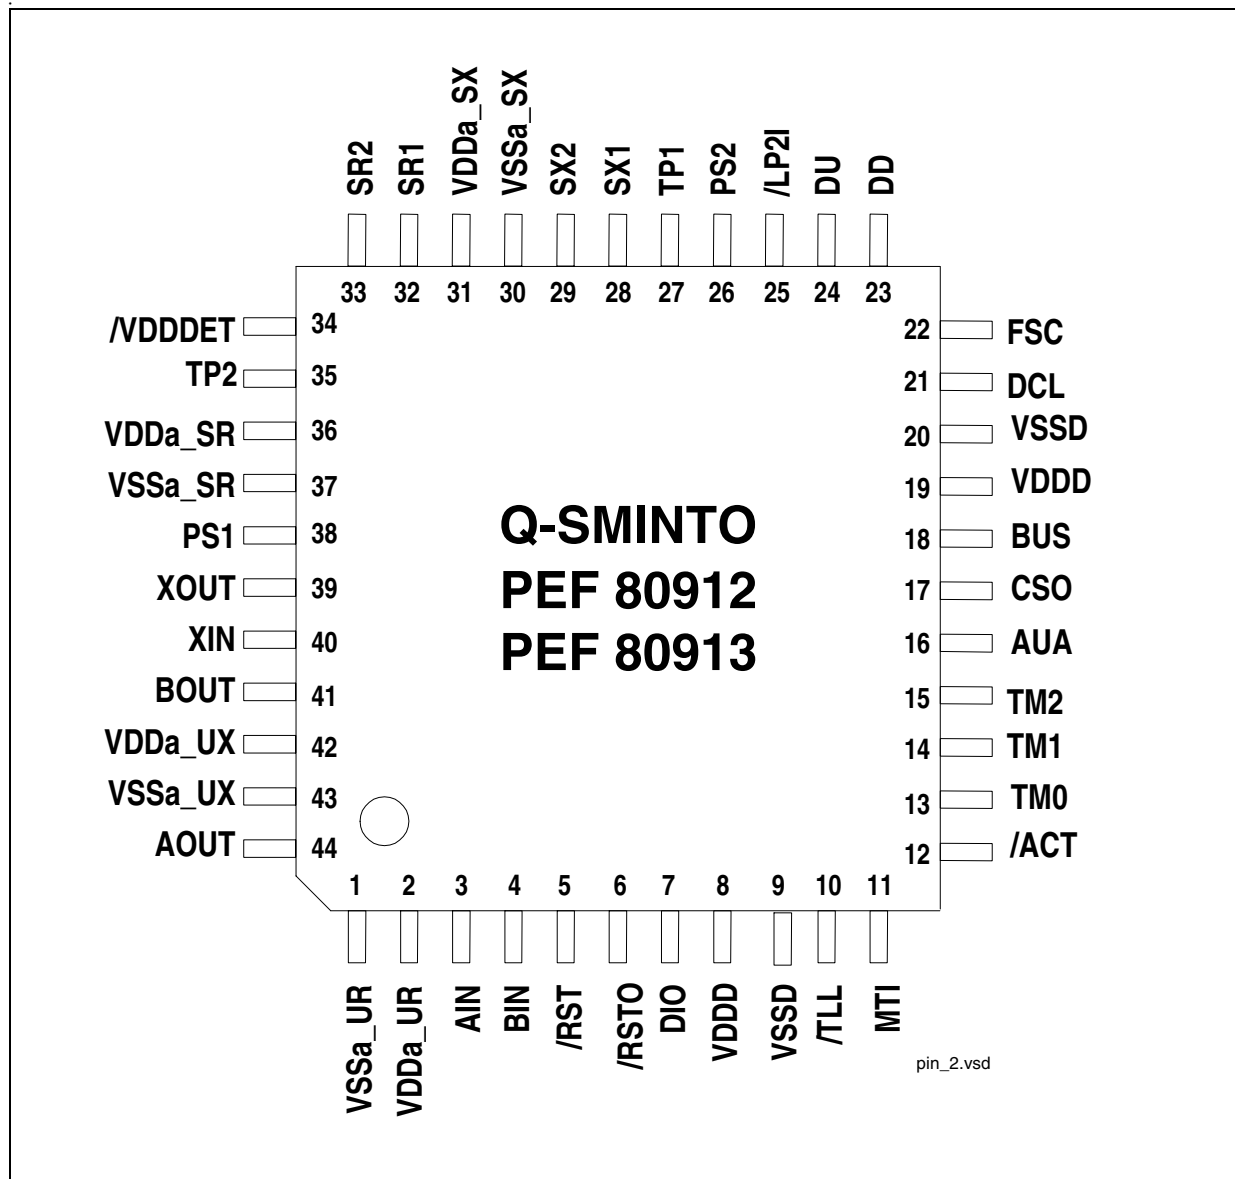 SR2
SR1
VDDa_SX
VSSa_SX
SX2
SX1
TP1
PS2
/LP2I
DU
DD
33 32 31 30 29 28 27 26 25 24 23
/VDDDET 34
TP2 35
VDDa_SR 36
VSSa_SR 37
PS1 38
XOUT 39
XIN 40
BOUT 41
VDDa_UX 42
VSSa_UX 43
AOUT 44
Q-SMINTO
PEF 80912
PEF 80913
22 FSC
21 DCL
20 VSSD
19 VDDD
18 BUS
17 CSO
16 AUA
15 TM2
14 TM1
13 TM0
12 /ACT
1 2 3 4 5 6 7 8 9 10 11
VSSa_UR
VDDa_UR
AIN
BIN
/RST
/RSTO
DIO
VDDD
VSSD
/TLL
MTI
pin_2.vsd